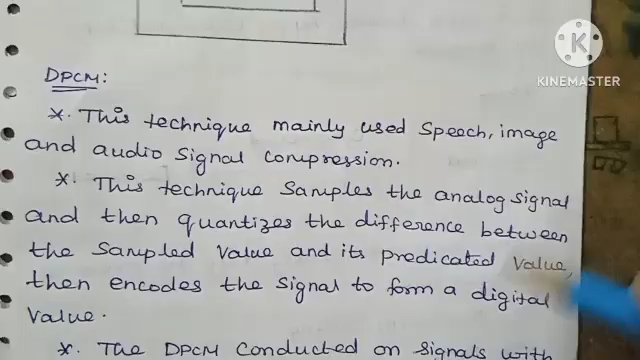 KINEMASTER
DPCM:
*. This technique mainly used speech, image
and audio signal compression.
*. This technique samples the analog signal
and then quantizes the difference between
the sampled value and its predicated value,
then encodes the signal to form a digital
value.
*. The DPCM conducted on signals with